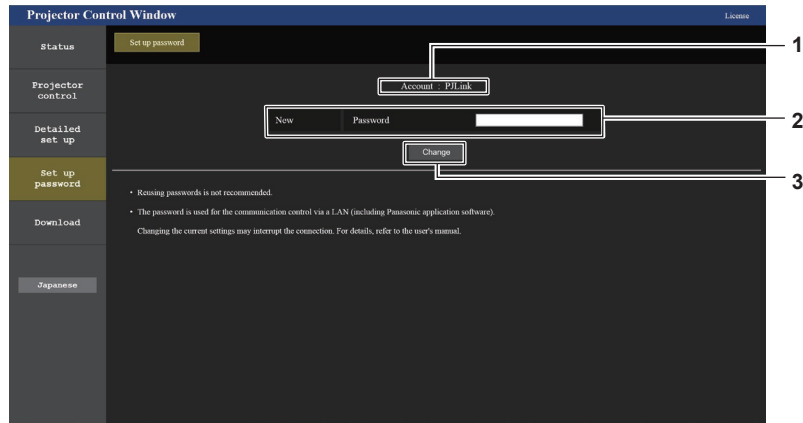 Projector Control Window
License
Status
Set up password
1
Projector
control
Account : PJLink
New Password
2
Detailed
set up
Change
Set up
password
3
• Reusing passwords is not recommended.
• The password is used for the communication control via a LAN (including Panasonic application software).
Changing the current settings may interrupt the connection. For details, refer to the user's manual.
Download
Japanese